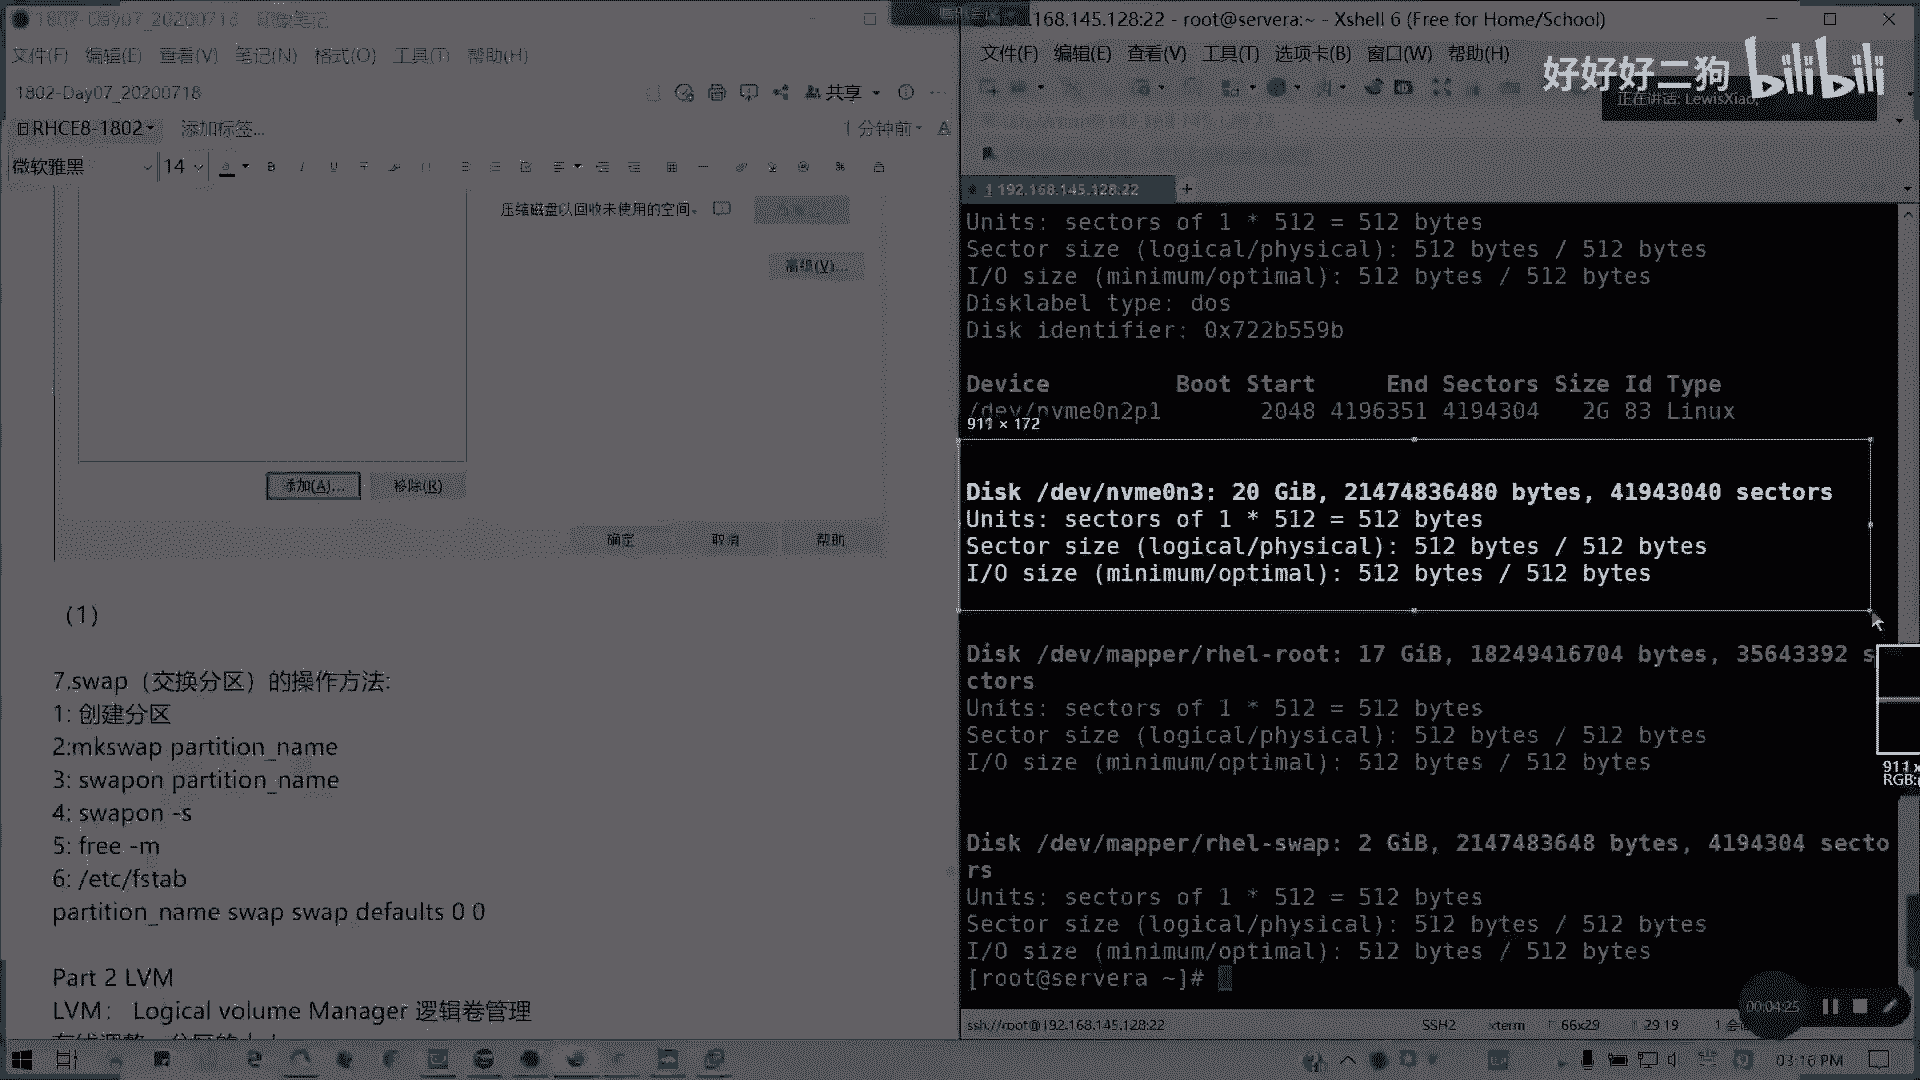 1802-Day07_20200718
文件(F) 编辑(E) 查看(V) 笔记(N) 格式(O) 工具(T) 帮助(H)
1802-Day07_20200718
共享
RHCE8-1802
添加标签...
1 分钟前
微软雅黑
14
压缩磁盘以回收未使用的空间。
高级(V)...
添加(A)...
移除(R)
确定
取消
帮助
（1）
7.swap（交换分区）的操作方法:
1: 创建分区
2:mkswap partition_name
3: swapon partition_name
4: swapon -s
5: free -m
6: /etc/fstab
partition_name swap swap defaults 0 0
Part 2 LVM
LVM： Logical volume Manager 逻辑卷管理
.168.145.128:22 - root@servera:~ - Xshell 6 (Free for Home/School)
文件(F) 编辑(E) 查看(V) 工具(T) 选项卡(B) 窗口(W) 帮助(H)
好好好二狗 bilibili
正在讲话: LewisXiao;
1 192.168.145.128:22
Units: sectors of 1 * 512 = 512 bytes
Sector size (logical/physical): 512 bytes / 512 bytes
I/O size (minimum/optimal): 512 bytes / 512 bytes
Disklabel type: dos
Disk identifier: 0x722b559b
Device Boot Start End Sectors Size Id Type
/dev/nvme0n2p1 2048 4196351 4194304 2G 83 Linux
911 × 172
Disk /dev/nvme0n3: 20 GiB, 21474836480 bytes, 41943040 sectors
Units: sectors of 1 * 512 = 512 bytes
Sector size (logical/physical): 512 bytes / 512 bytes
I/O size (minimum/optimal): 512 bytes / 512 bytes
Disk /dev/mapper/rhel-root: 17 GiB, 18249416704 bytes, 35643392 s
ctors
Units: sectors of 1 * 512 = 512 bytes
Sector size (logical/physical): 512 bytes / 512 bytes
I/O size (minimum/optimal): 512 bytes / 512 bytes
911 x
RGB:
Disk /dev/mapper/rhel-swap: 2 GiB, 2147483648 bytes, 4194304 secto
rs
Units: sectors of 1 * 512 = 512 bytes
Sector size (logical/physical): 512 bytes / 512 bytes
I/O size (minimum/optimal): 512 bytes / 512 bytes
[root@servera ~]#
00:04:25
ssh://root@192.168.145.128:22
SSH2 xterm 66x29 29,19
03:16 PM